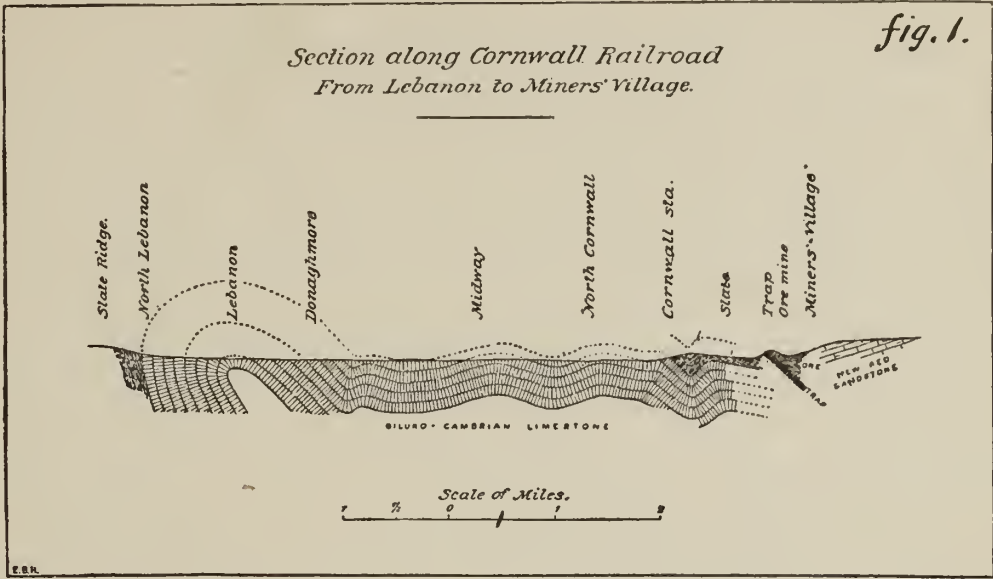 fig. 1.
Section along Cornwall Railroad
From Lebanon to Miners' Village.
Slate Ridge.
North Lebanon
Lebanon
Donaghmore
Midway
North Cornwall
Cornwall sta.
Slate
Trap
Ore mine
Miners' Village
ORE
TRAP
NEW RED
SANDSTONE
SILURO-CAMBRIAN LIMESTONE
Scale of Miles.
1 ½ 0 1 2
E.B.H.